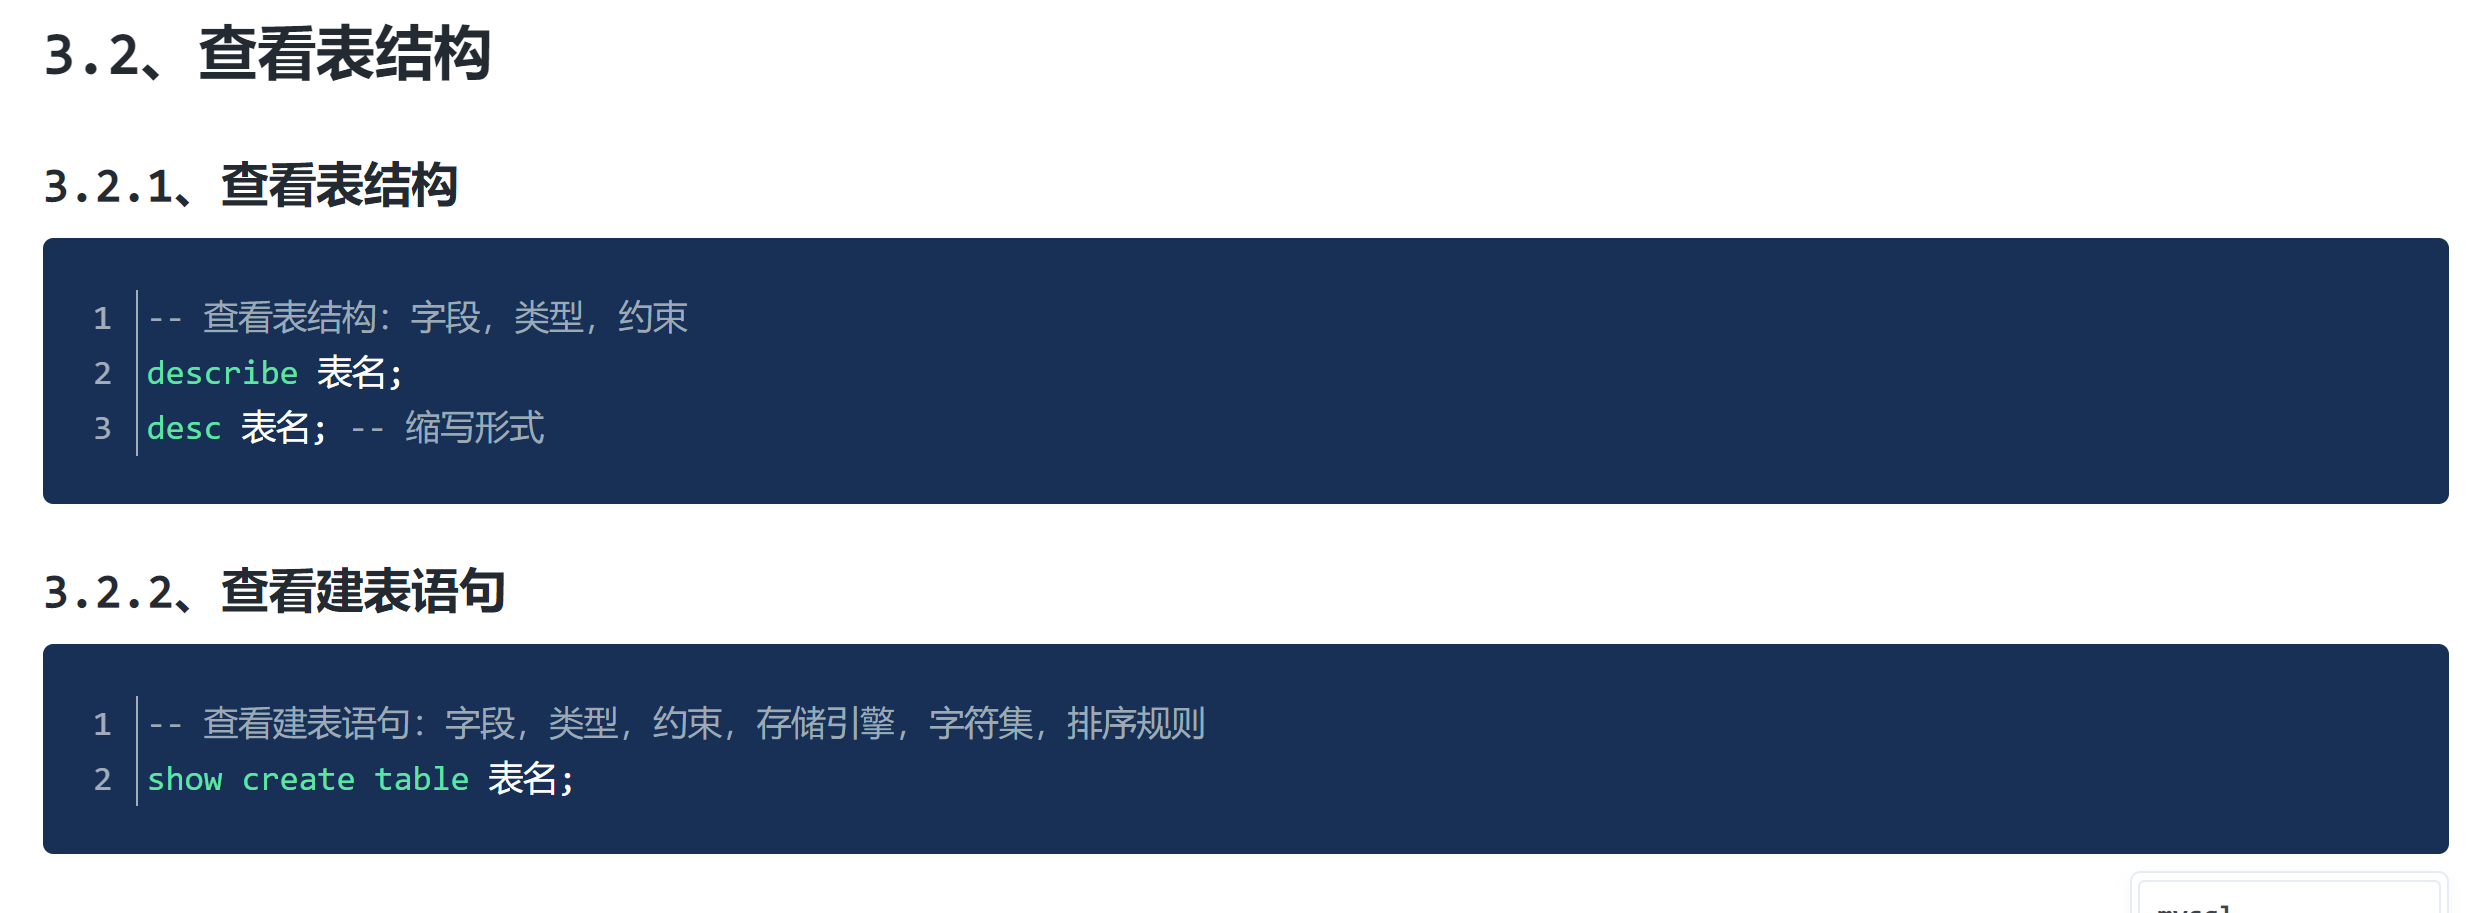 3.2、查看表结构
3.2.1、查看表结构
1 -- 查看表结构：字段，类型，约束
2 describe 表名;
3 desc 表名; -- 缩写形式
3.2.2、查看建表语句
1 -- 查看建表语句：字段，类型，约束，存储引擎，字符集，排序规则
2 show create table 表名;